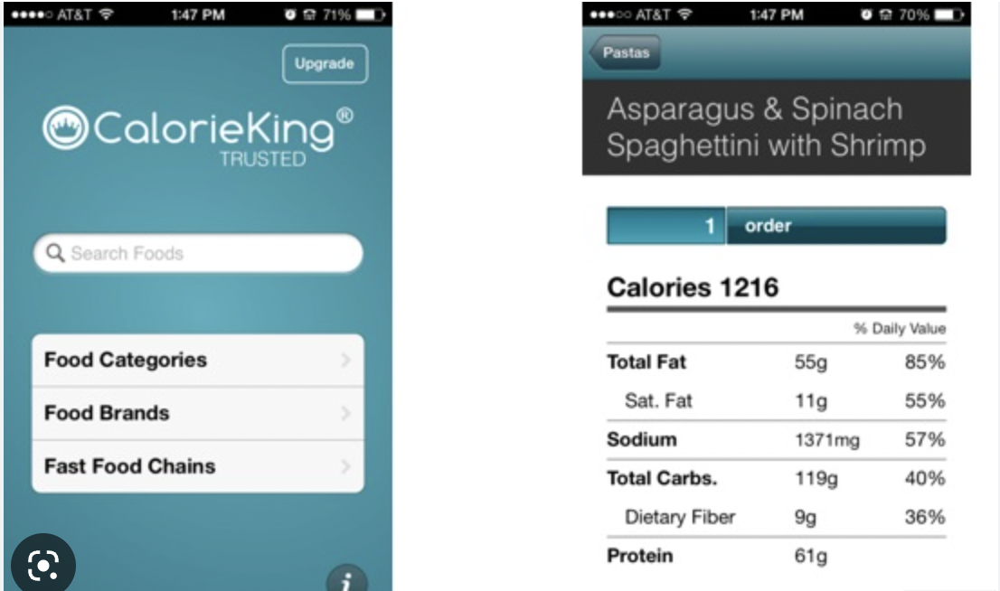 AT&T 1:47 PM 71%
Upgrade
CalorieKing®
TRUSTED
Search Foods
Food Categories
Food Brands
Fast Food Chains
i
AT&T 1:47 PM 70%
Pastas
Asparagus & Spinach
Spaghettini with Shrimp
1 order
Calories 1216
% Daily Value
Total Fat 55g 85%
Sat. Fat 11g 55%
Sodium 1371mg 57%
Total Carbs. 119g 40%
Dietary Fiber 9g 36%
Protein 61g